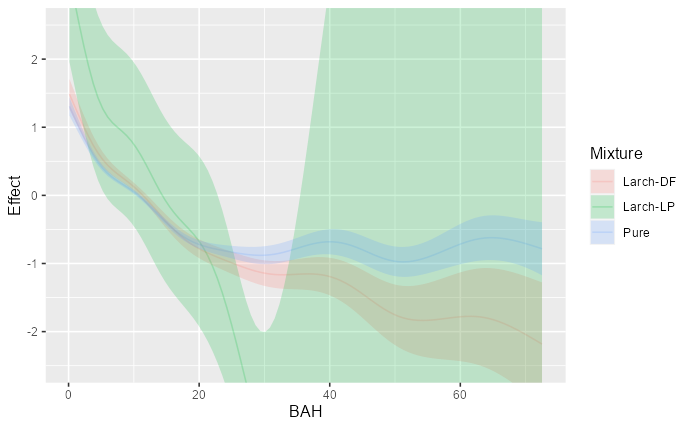 2
1
0
-1
-2
Effect
0
20
40
60
BAH
Mixture
Larch-DF
Larch-LP
Pure